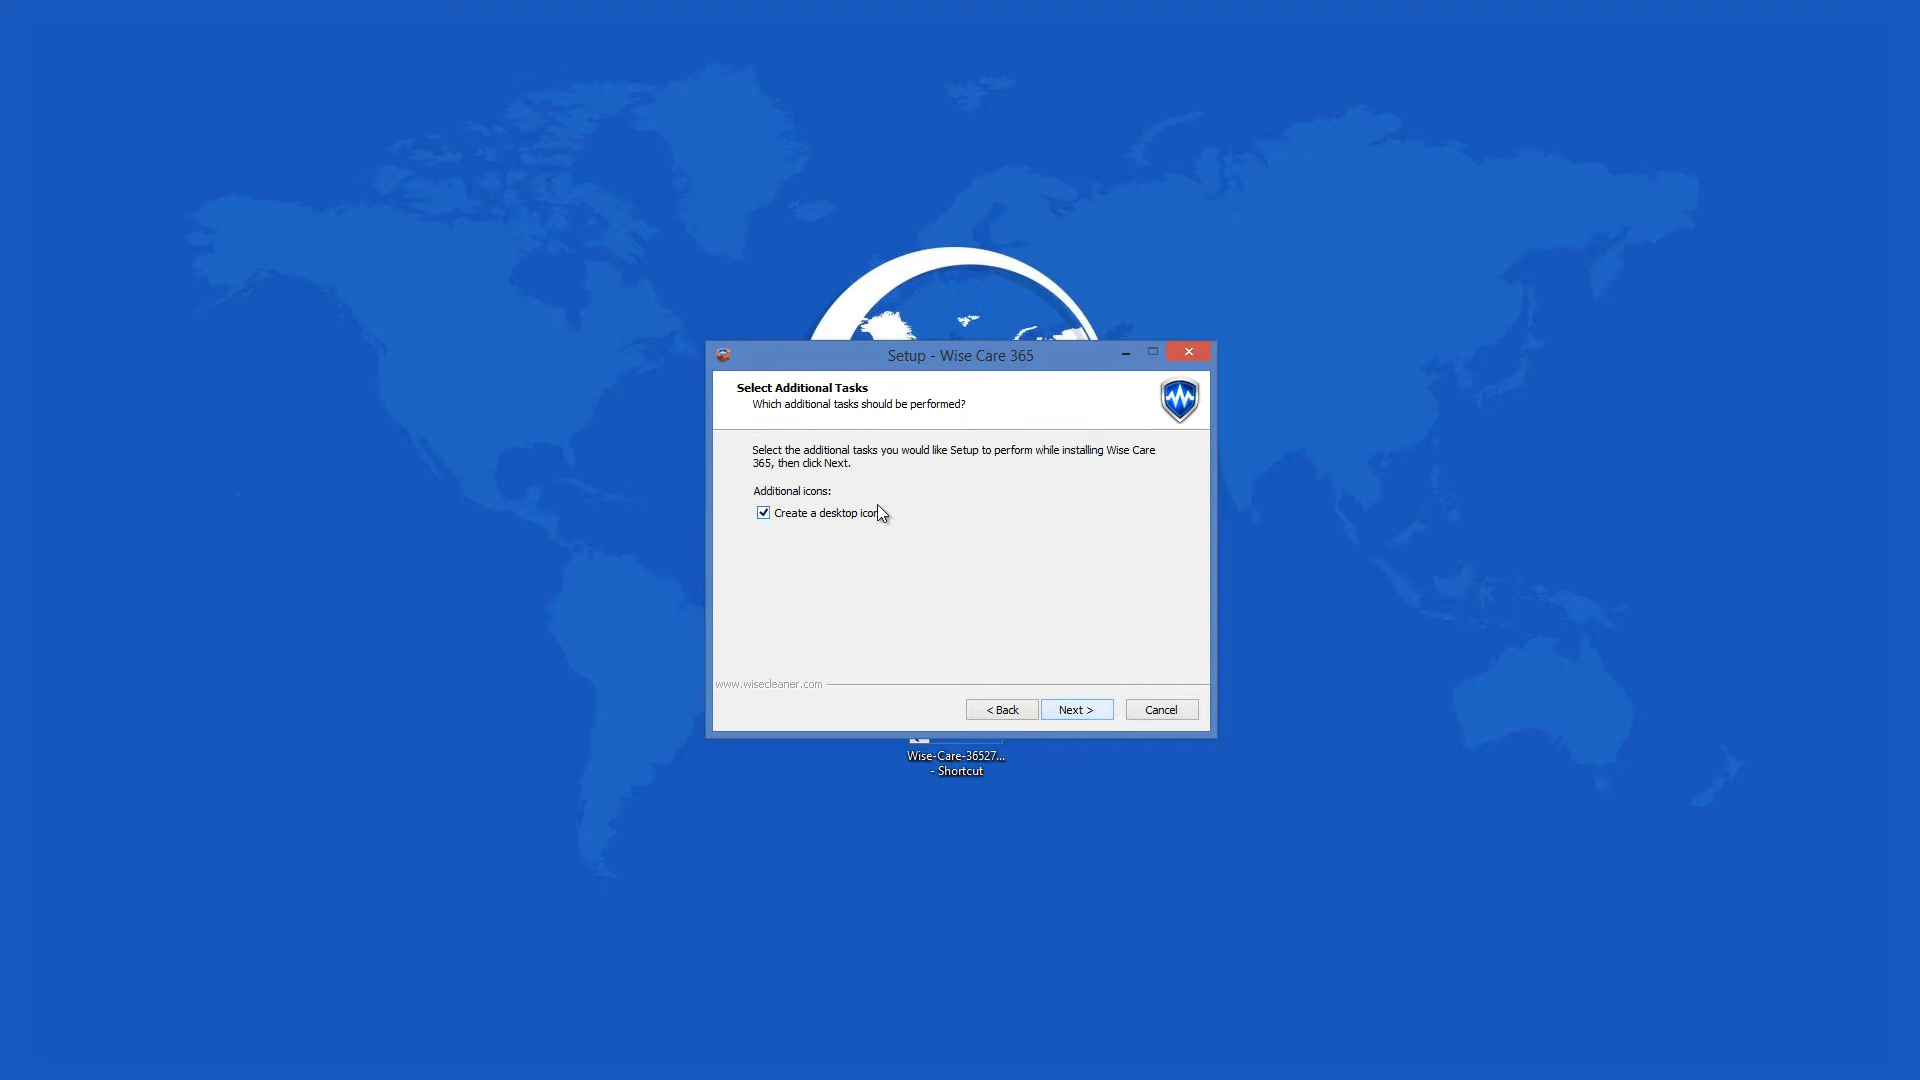 Setup - Wise Care 365
Select Additional Tasks
Which additional tasks should be performed?
Select the additional tasks you would like Setup to perform while installing Wise Care
365, then click Next.
Additional icons:
Create a desktop icon
www.wisecleaner.com
< Back
Next >
Cancel
Wise-Care-36527...
- Shortcut